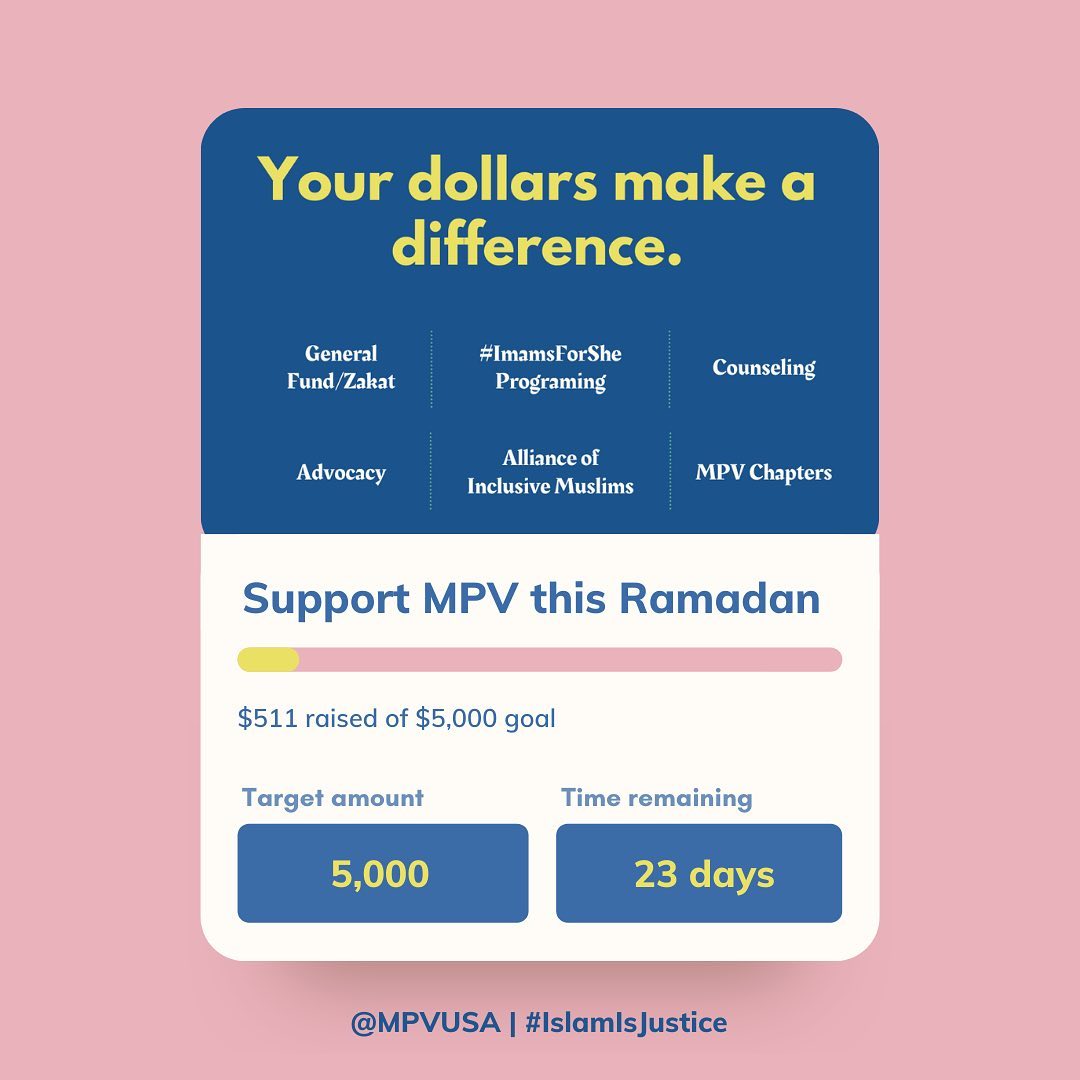 Your dollars make a
difference.
General
Fund/Zakat
#ImamsForShe
Programing
Counseling
Advocacy
Alliance of
Inclusive Muslims
MPV Chapters
Support MPV this Ramadan
$511 raised of $5,000 goal
Target amount
Time remaining
5,000
23 days
@MPVUSA | #IslamIsJustice